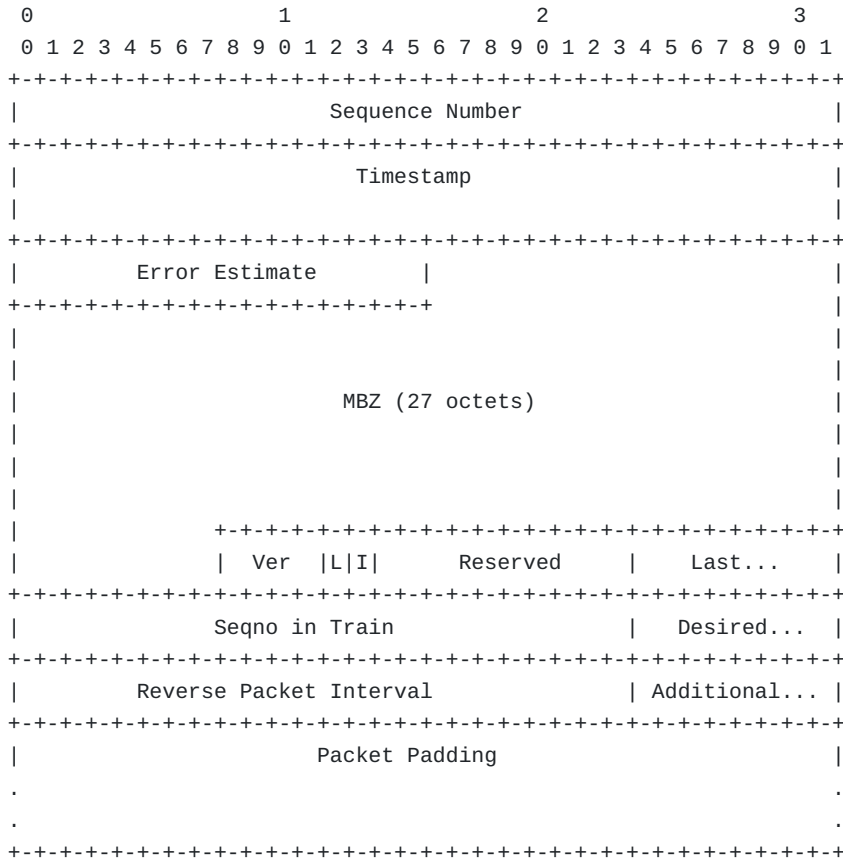 0                   1                   2                   3
 0 1 2 3 4 5 6 7 8 9 0 1 2 3 4 5 6 7 8 9 0 1 2 3 4 5 6 7 8 9 0 1
+-+-+-+-+-+-+-+-+-+-+-+-+-+-+-+-+-+-+-+-+-+-+-+-+-+-+-+-+-+-+-+-+
|                        Sequence Number                        |
+-+-+-+-+-+-+-+-+-+-+-+-+-+-+-+-+-+-+-+-+-+-+-+-+-+-+-+-+-+-+-+-+
|                          Timestamp                            |
|                                                               |
+-+-+-+-+-+-+-+-+-+-+-+-+-+-+-+-+-+-+-+-+-+-+-+-+-+-+-+-+-+-+-+-+
|         Error Estimate        |                               |
+-+-+-+-+-+-+-+-+-+-+-+-+-+-+-+-+                               |
|                                                               |
|                                                               |
|                         MBZ (27 octets)                       |
|                                                               |
|                                                               |
|                                                               |
|               +-+-+-+-+-+-+-+-+-+-+-+-+-+-+-+-+-+-+-+-+-+-+-+-+
|               |  Ver  |L|I|      Reserved     |    Last...    |
+-+-+-+-+-+-+-+-+-+-+-+-+-+-+-+-+-+-+-+-+-+-+-+-+-+-+-+-+-+-+-+-+
|               Seqno in Train                  |   Desired...  |
+-+-+-+-+-+-+-+-+-+-+-+-+-+-+-+-+-+-+-+-+-+-+-+-+-+-+-+-+-+-+-+-+
|         Reverse Packet Interval               | Additional... |
+-+-+-+-+-+-+-+-+-+-+-+-+-+-+-+-+-+-+-+-+-+-+-+-+-+-+-+-+-+-+-+-+
|                       Packet Padding                          |
.                                                               .
.                                                               .
+-+-+-+-+-+-+-+-+-+-+-+-+-+-+-+-+-+-+-+-+-+-+-+-+-+-+-+-+-+-+-+-+